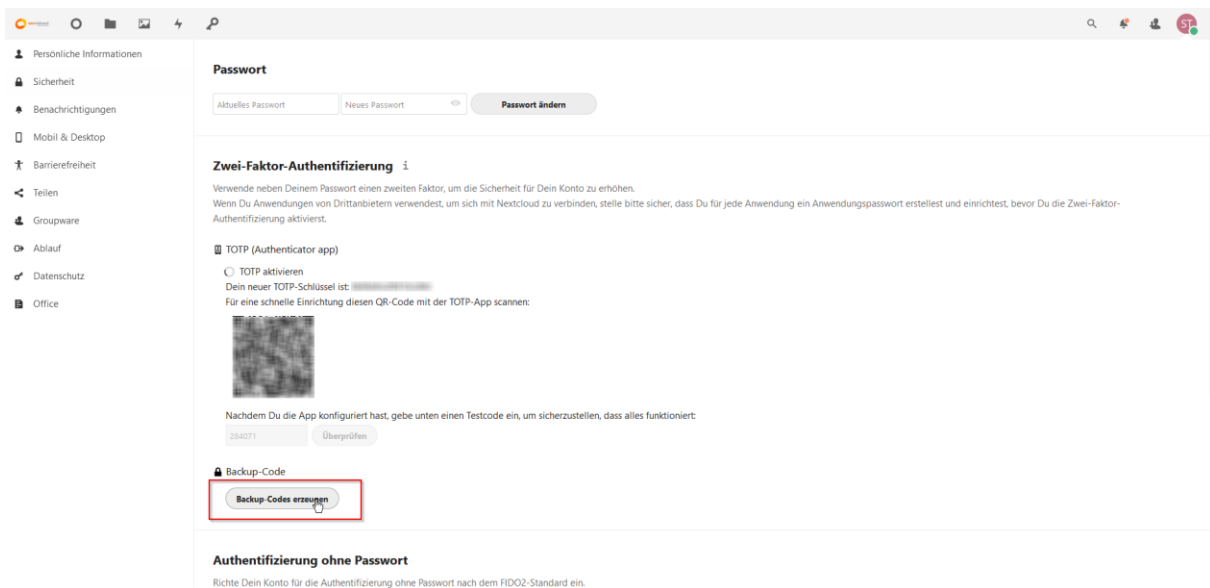 ST
Persönliche Informationen
Sicherheit
Benachrichtigungen
Mobil & Desktop
Barrierefreiheit
Teilen
Groupware
Ablauf
Datenschutz
Office
Passwort
Aktuelles Passwort
Neues Passwort
Passwort ändern
Zwei-Faktor-Authentifizierung
Verwende neben Deinem Passwort einen zweiten Faktor, um die Sicherheit für Dein Konto zu erhöhen.
Wenn Du Anwendungen von Drittanbietern verwendest, um sich mit Nextcloud zu verbinden, stelle bitte sicher, dass Du für jede Anwendung ein Anwendungspasswort erstellest und einrichtest, bevor Du die Zwei-Faktor-
Authentifizierung aktivierst.
TOTP (Authenticator app)
TOTP aktivieren
Dein neuer TOTP-Schlüssel ist:
Für eine schnelle Einrichtung diesen QR-Code mit der TOTP-App scannen:
Nachdem Du die App konfiguriert hast, gebe unten einen Testcode ein, um sicherzustellen, dass alles funktioniert:
284071
Überprüfen
Backup-Code
Backup-Codes erzeugen
Authentifizierung ohne Passwort
Richte Dein Konto für die Authentifizierung ohne Passwort nach dem FIDO2-Standard ein.